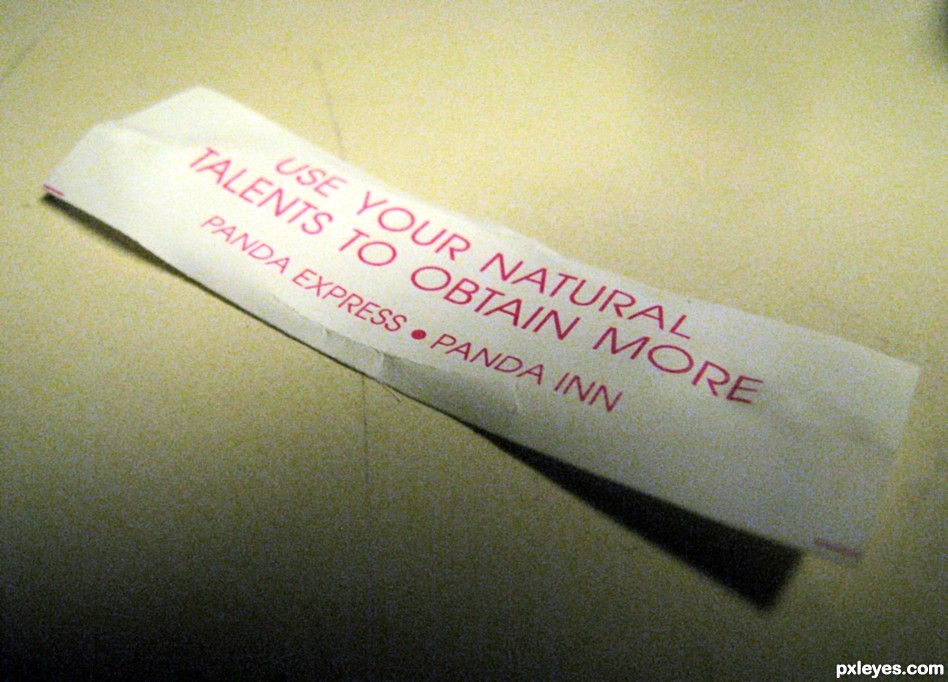 USE YOUR NATURAL
TALENTS TO OBTAIN MORE
PANDA EXPRESS • PANDA INN
pxleyes.com